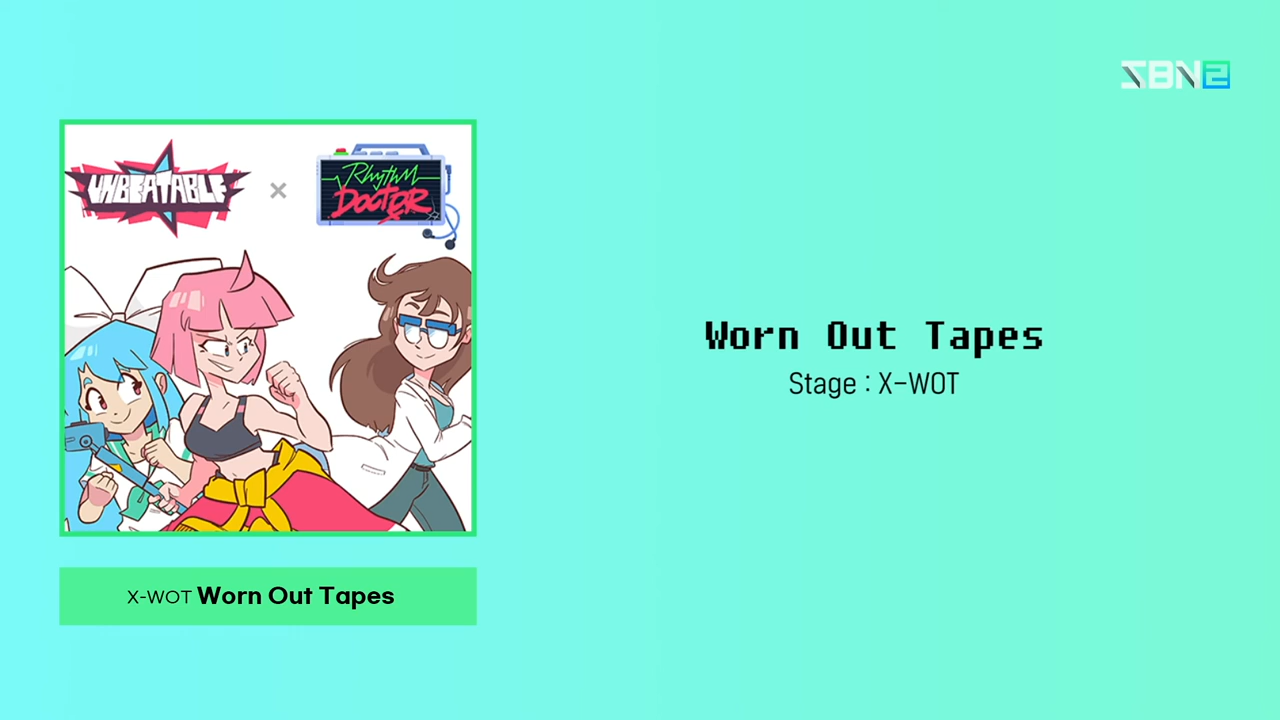 SBN2
UNBEATABLE × Rhythm
DOCTOR
Worn Out Tapes
Stage : X-WOT
X-WOT Worn Out Tapes